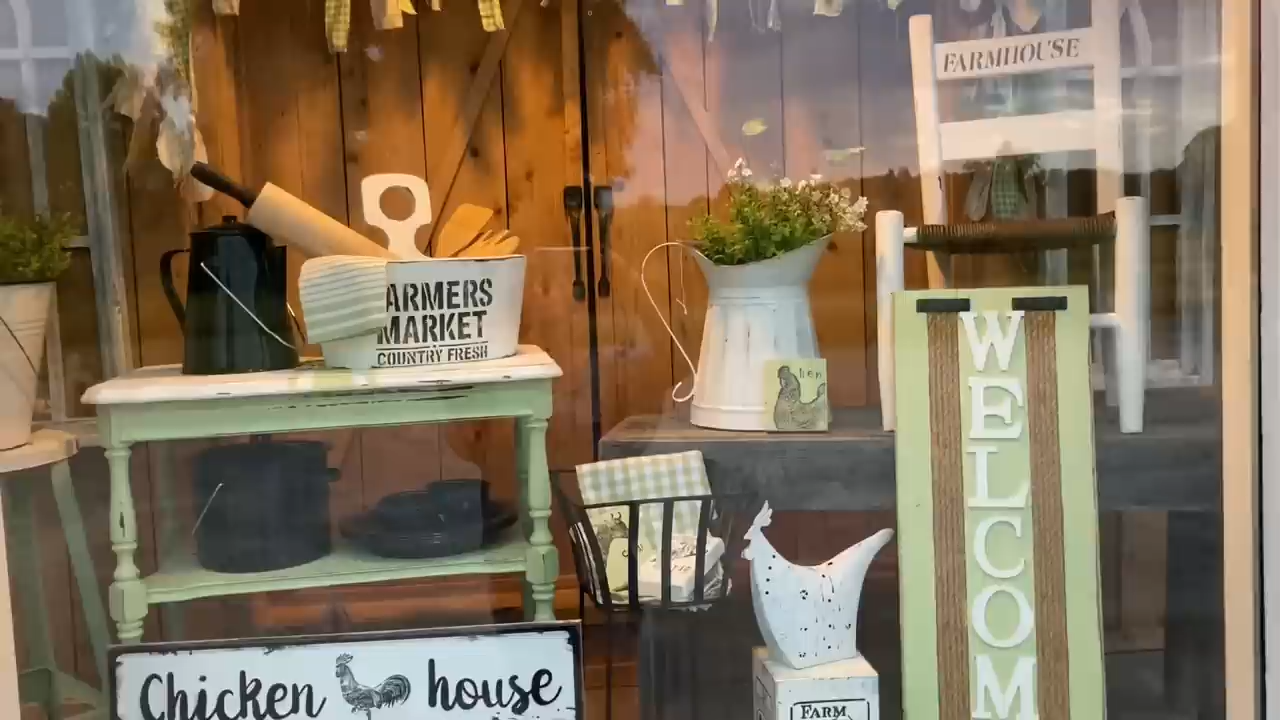 FARMHOUSE
ARMERS
MARKET
COUNTRY FRESH
hen
WELCOM
Chicken house
FARM